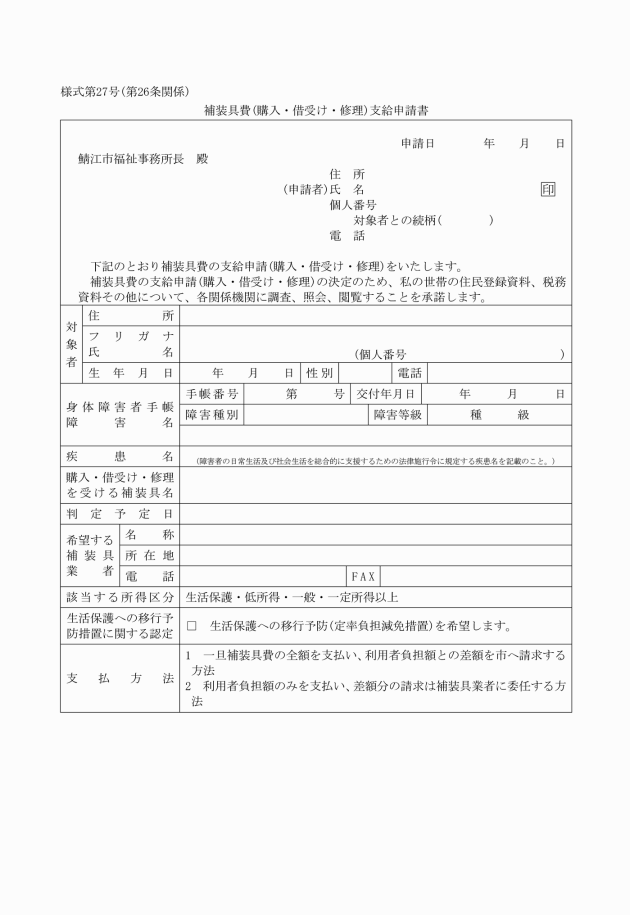 様式第27号(第26条関係)
補装具費(購入・借受け・修理)支給申請書
申請日　年　月　日
鯖江市福祉事務所長　殿
住　所
(申請者)氏　名　印
個人番号
対象者との続柄(　)
電　話
下記のとおり補装具費の支給申請(購入・借受け・修理)をいたします。
補装具費の支給申請(購入・借受け・修理)の決定のため、私の世帯の住民登録資料、税務
資料その他について、各関係機関に調査、照会、閲覧することを承諾します。
対象者
住所
フリガナ
氏名　(個人番号　)
生年月日　年　月　日　性別　電話
身体障害者手帳
障害名
手帳番号　第　号　交付年月日　年　月　日
障害種別　障害等級　種　級
疾患名　(障害者の日常生活及び社会生活を総合的に支援するための法律施行令に規定する疾患名を記載のこと。)
購入・借受け・修理
を受ける補装具名
判定予定日
希望する
補装具
業者
名称
所在地
電話　FAX
該当する所得区分　生活保護・低所得・一般・一定所得以上
生活保護への移行予
防措置に関する認定
□　生活保護への移行予防(定率負担減免措置)を希望します。
支払方法
1　一旦補装具費の全額を支払い、利用者負担額との差額を市へ請求する
方法
2　利用者負担額のみを支払い、差額分の請求は補装具業者に委任する方
法